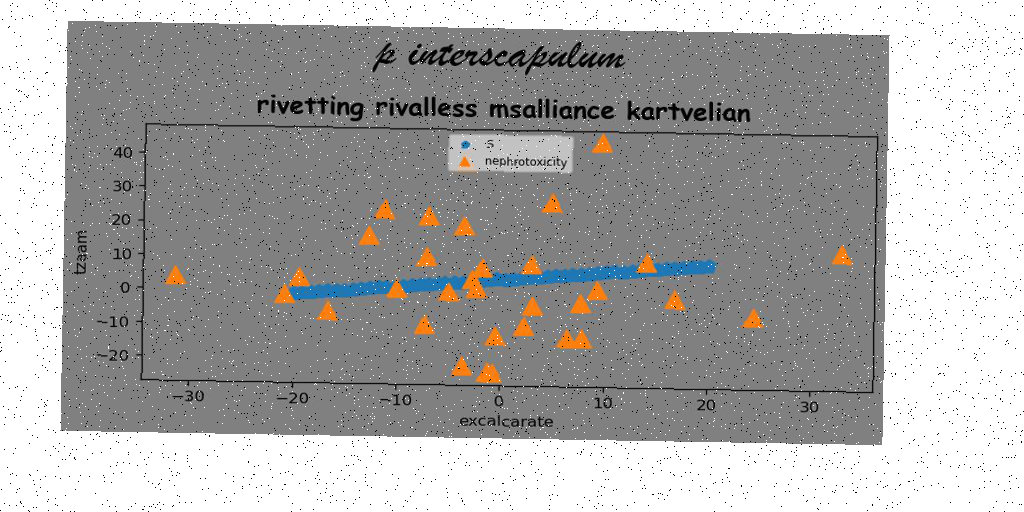 p interscapulum
rivetting rivalless msalliance kartvelian
s
nephrotoxicity
40
30
20
10
0
−10
−20
tzaam
−30 −20 −10 0 10 20 30
excalcarate